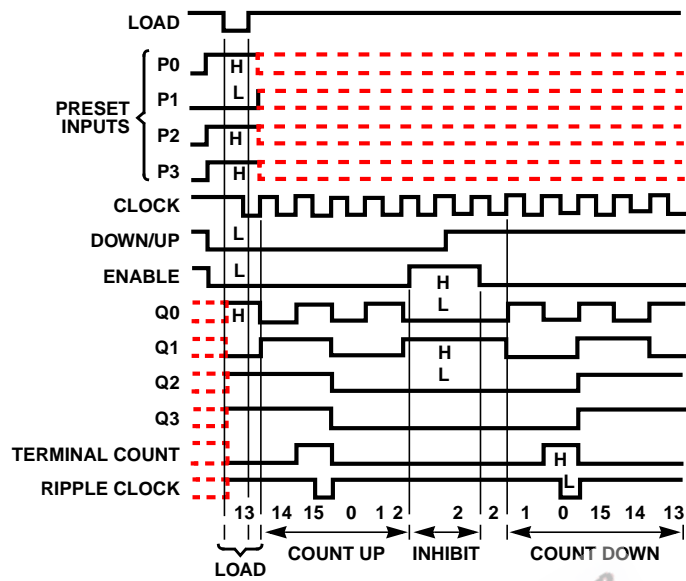 LOAD
P0 H
P1 L
PRESET
INPUTS
P2 H
P3 H
CLOCK
DOWN/UP L
ENABLE L H
Q0 H L
Q1 H
Q2 L
Q3
TERMINAL COUNT H
RIPPLE CLOCK L
13 14 15 0 1 2 2 2 1 0 15 14 13
COUNT UP INHIBIT COUNT DOWN
LOAD